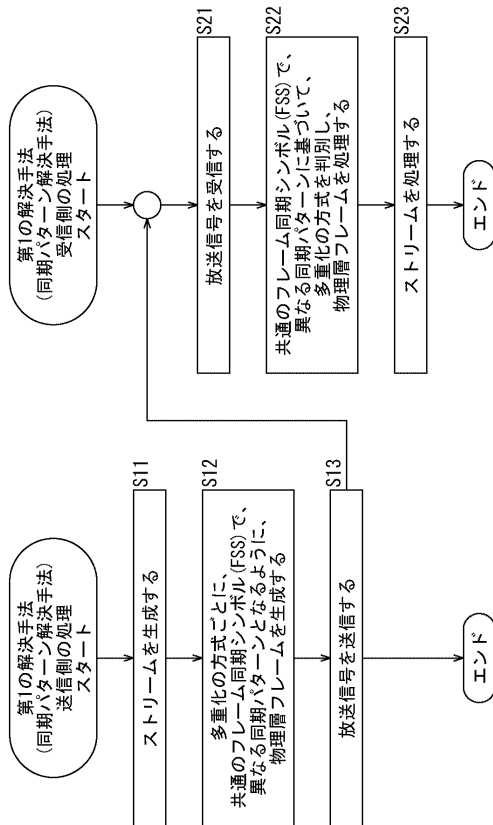 第1の解決手法
(同期パターン解決手法)
送信側の処理
スタート
S11
ストリームを生成する
S12
多重化の方式ごとに、
共通のフレーム同期シンボル(FSS)で、
異なる同期パターンとなるように、
物理層フレームを生成する
S13
放送信号を送信する
エンド
第1の解決手法
(同期パターン解決手法)
受信側の処理
スタート
S21
放送信号を受信する
S22
共通のフレーム同期シンボル(FSS)で、
異なる同期パターンに基づいて、
多重化の方式を判別し、
物理層フレームを処理する
S23
ストリームを処理する
エンド